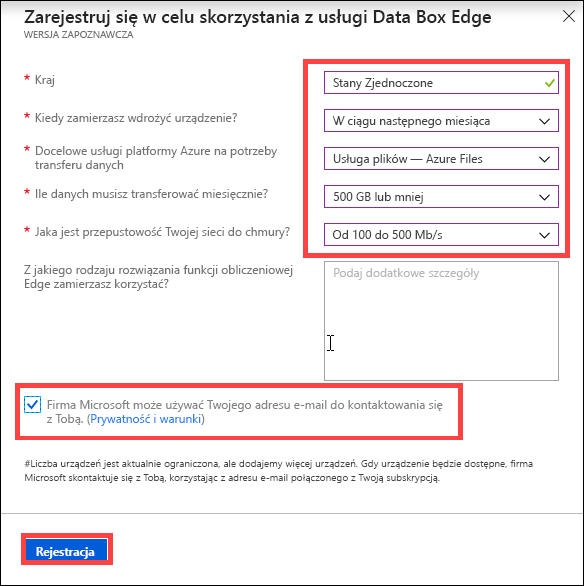 Zarejestruj się w celu skorzystania z usługi Data Box Edge
WERSJA ZAPOZNAWCZA
* Kraj
Stany Zjednoczone
* Kiedy zamierzasz wdrożyć urządzenie?
W ciągu następnego miesiąca
* Docelowe usługi platformy Azure na potrzeby
transferu danych
Usługa plików — Azure Files
* Ile danych musisz transferować miesięcznie?
500 GB lub mniej
* Jaka jest przepustowość Twojej sieci do chmury?
Od 100 do 500 Mb/s
Z jakiego rodzaju rozwiązania funkcji obliczeniowej
Edge zamierzasz korzystać?
Podaj dodatkowe szczegóły
Firma Microsoft może używać Twojego adresu e-mail do kontaktowania się
z Tobą. (Prywatność i warunki)
#Liczba urządzeń jest aktualnie ograniczona, ale dodajemy więcej urządzeń. Gdy urządzenie będzie dostępne, firma
Microsoft skontaktuje się z Tobą, korzystając z adresu e-mail połączonego z Twoją subskrypcją.
Rejestracja